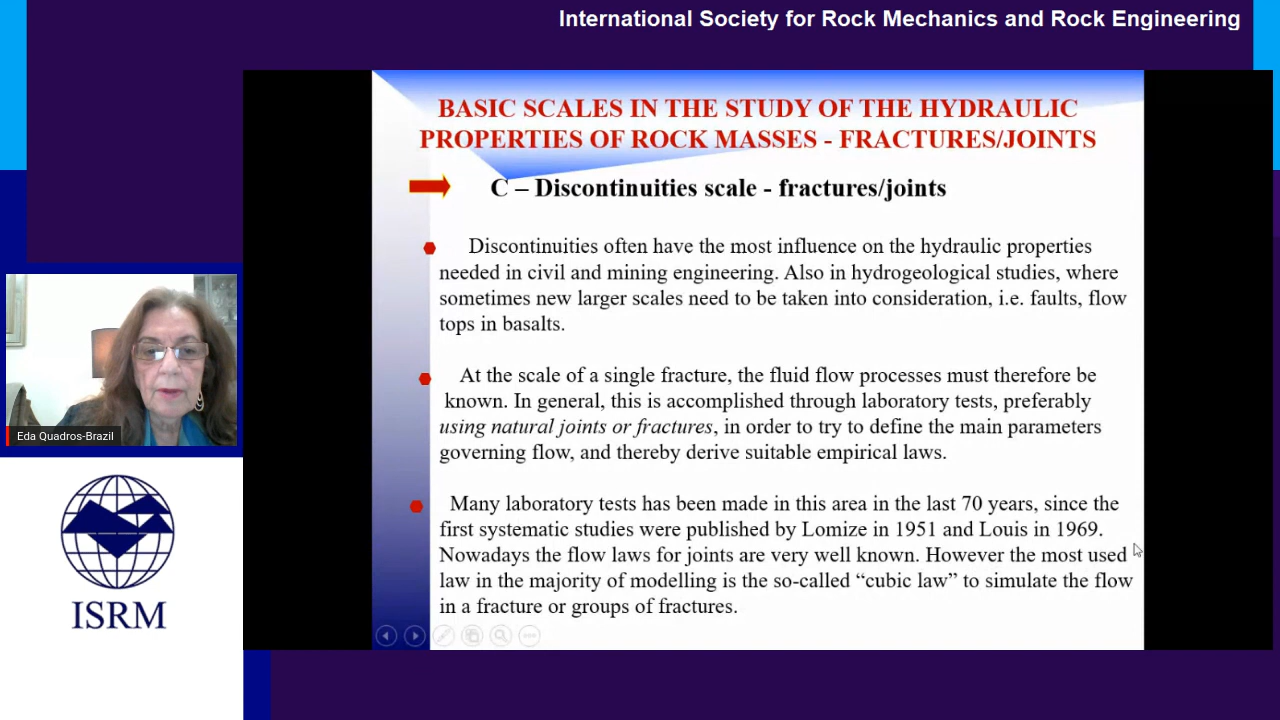 International Society for Rock Mechanics and Rock Engineering
BASIC SCALES IN THE STUDY OF THE HYDRAULIC
PROPERTIES OF ROCK MASSES - FRACTURES/JOINTS
C – Discontinuities scale - fractures/joints
Discontinuities often have the most influence on the hydraulic properties
needed in civil and mining engineering. Also in hydrogeological studies, where
sometimes new larger scales need to be taken into consideration, i.e. faults, flow
tops in basalts.
At the scale of a single fracture, the fluid flow processes must therefore be
known. In general, this is accomplished through laboratory tests, preferably
using natural joints or fractures, in order to try to define the main parameters
governing flow, and thereby derive suitable empirical laws.
Many laboratory tests has been made in this area in the last 70 years, since the
first systematic studies were published by Lomize in 1951 and Louis in 1969.
Nowadays the flow laws for joints are very well known. However the most used
law in the majority of modelling is the so-called “cubic law” to simulate the flow
in a fracture or groups of fractures.
Eda Quadros-Brazil
ISRM